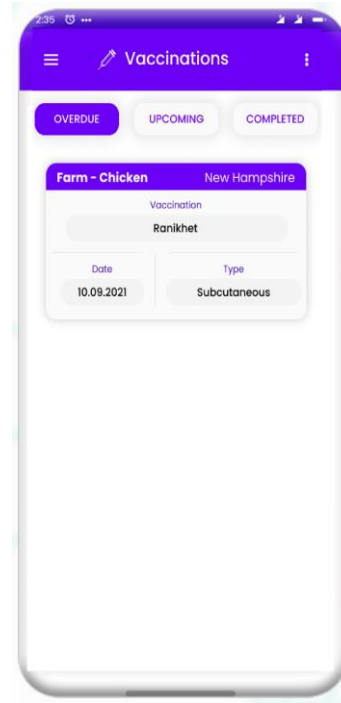 2:35
Vaccinations
OVERDUE UPCOMING COMPLETED
Farm - Chicken New Hampshire
Vaccination
Ranikhet
Date Type
10.09.2021 Subcutaneous